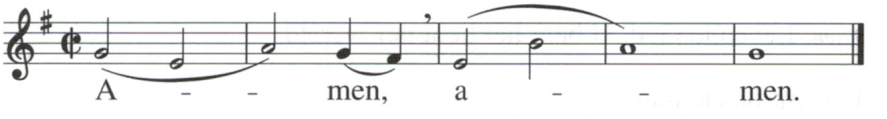 A - - men, a - - men.